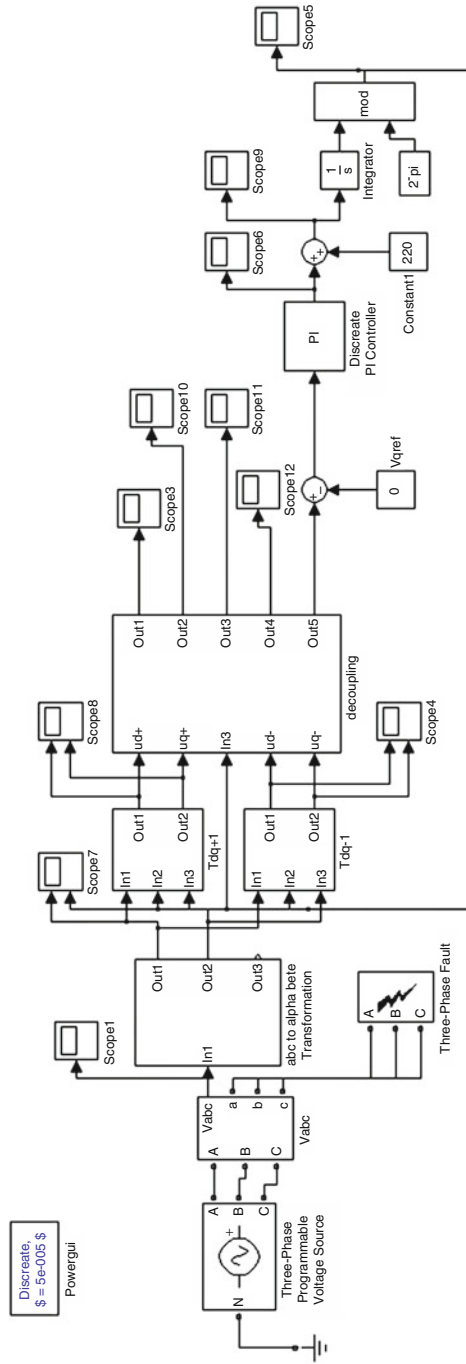 Discreate,
$ = 5e-005 $
Powergui
N
A
B
C
+
Three-Phase
Programmable
Voltage Source
A
B
C
Vabc
a
b
c
Vabc
Scope1
In1
Out1
Out2
Out3
abc to alpha bete
Transformation
A
B
C
Three-Phase Fault
Scope7
In1
In2
In3
Out1
Out2
Tdq+1
In1
In2
In3
Out1
Out2
Tdq-1
Scope8
Scope4
ud+
uq+
In3
ud-
uq-
Out1
Out2
Out3
Out4
Out5
decoupling
Scope3
Scope10
Scope11
Scope12
+
-
0
Vqref
PI
Discreate
PI Controller
Scope6
Scope9
+
+
220
Constant1
1
s
Integrator
2-pi
mod
Scope5